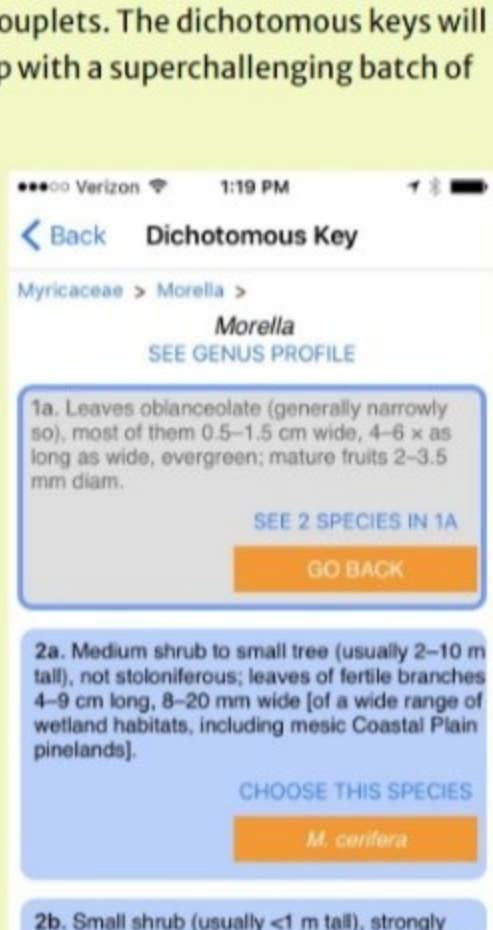 ouplets. The dichotomous keys will
p with a superchallenging batch of
Verizon 1:19 PM
Back Dichotomous Key
Myricaceae > Morella >
Morella
SEE GENUS PROFILE
1a. Leaves oblanceolate (generally narrowly
so), most of them 0.5–1.5 cm wide, 4–6 x as
long as wide, evergreen; mature fruits 2–3.5
mm diam.
SEE 2 SPECIES IN 1A
GO BACK
2a. Medium shrub to small tree (usually 2–10 m
tall), not stoloniferous; leaves of fertile branches
4–9 cm long, 8–20 mm wide [of a wide range of
wetland habitats, including mesic Coastal Plain
pinelands].
CHOOSE THIS SPECIES
M. cerifera
2b. Small shrub (usually <1 m tall), strongly